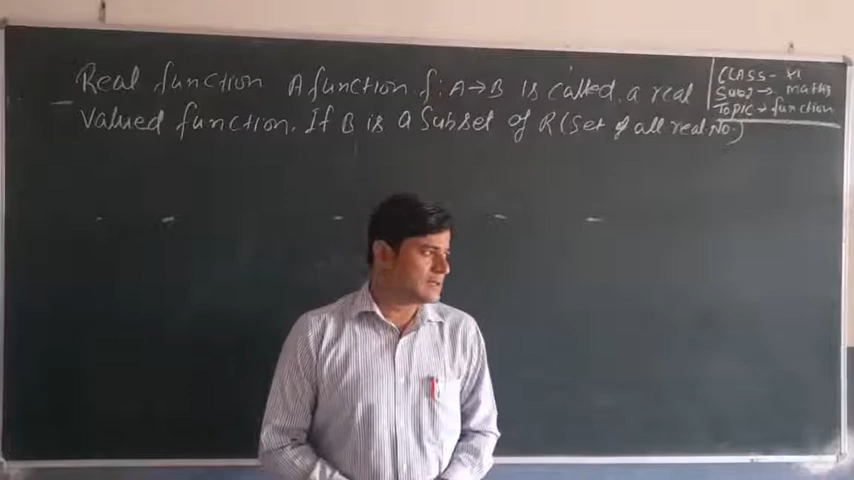 Real function A function f: A→B is called a real
Valued function. If B is A Subset of R(Set of all real No.)
CLASS - XI
SUBJ → maths
Topic → function